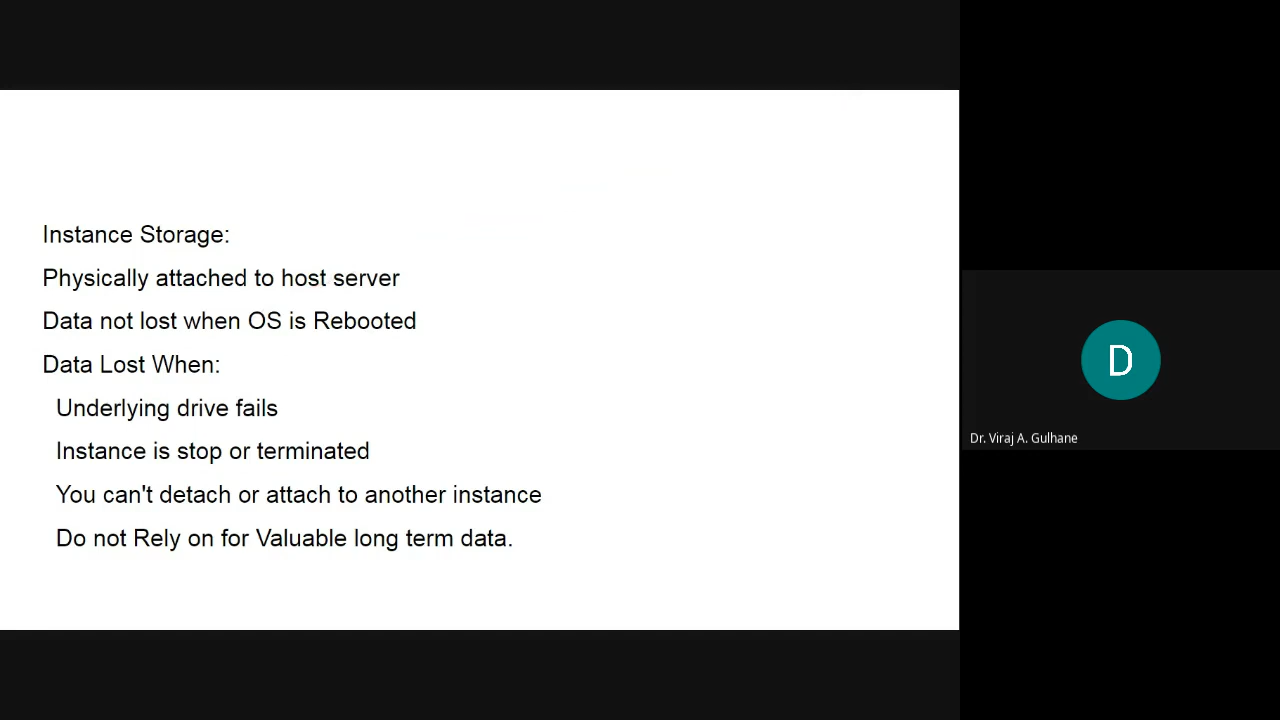 Instance Storage:
Physically attached to host server
Data not lost when OS is Rebooted
Data Lost When:
Underlying drive fails
Instance is stop or terminated
You can't detach or attach to another instance
Do not Rely on for Valuable long term data.
D
Dr. Viraj A. Gulhane